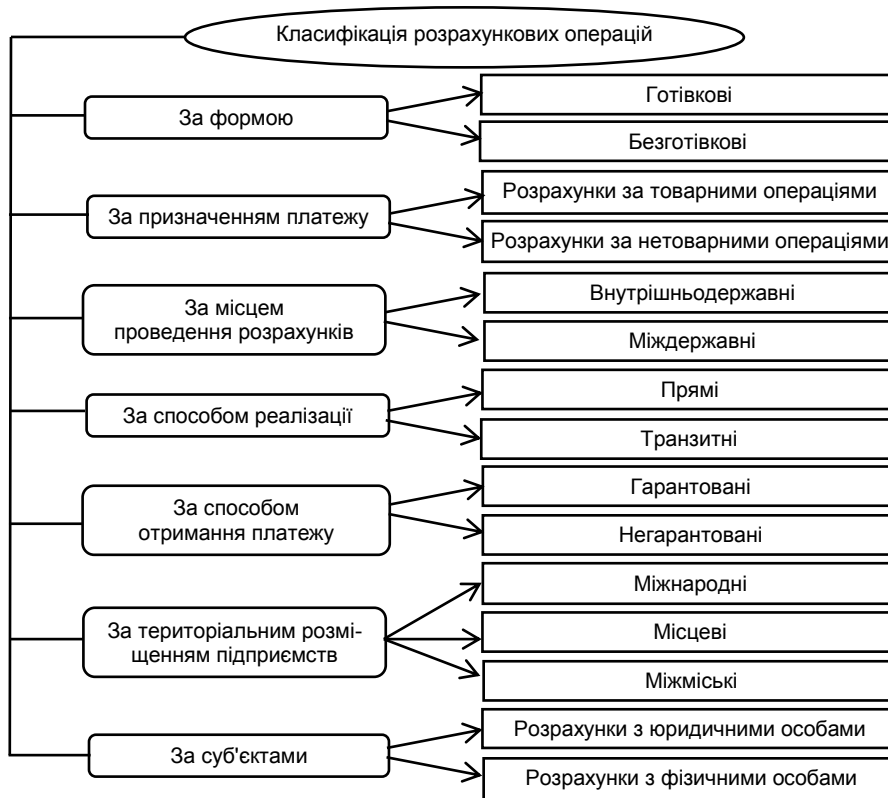 Класифікація розрахункових операцій
За формою
Готівкові
Безготівкові
За призначенням платежу
Розрахунки за товарними операціями
Розрахунки за нетоварними операціями
За місцем
проведення розрахунків
Внутрішньодержавні
Міждержавні
За способом реалізації
Прямі
Транзитні
За способом
отримання платежу
Гарантовані
Негарантовані
За територіальним розмі-
щенням підприємств
Міжнародні
Місцеві
Міжміські
За суб'єктами
Розрахунки з юридичними особами
Розрахунки з фізичними особами